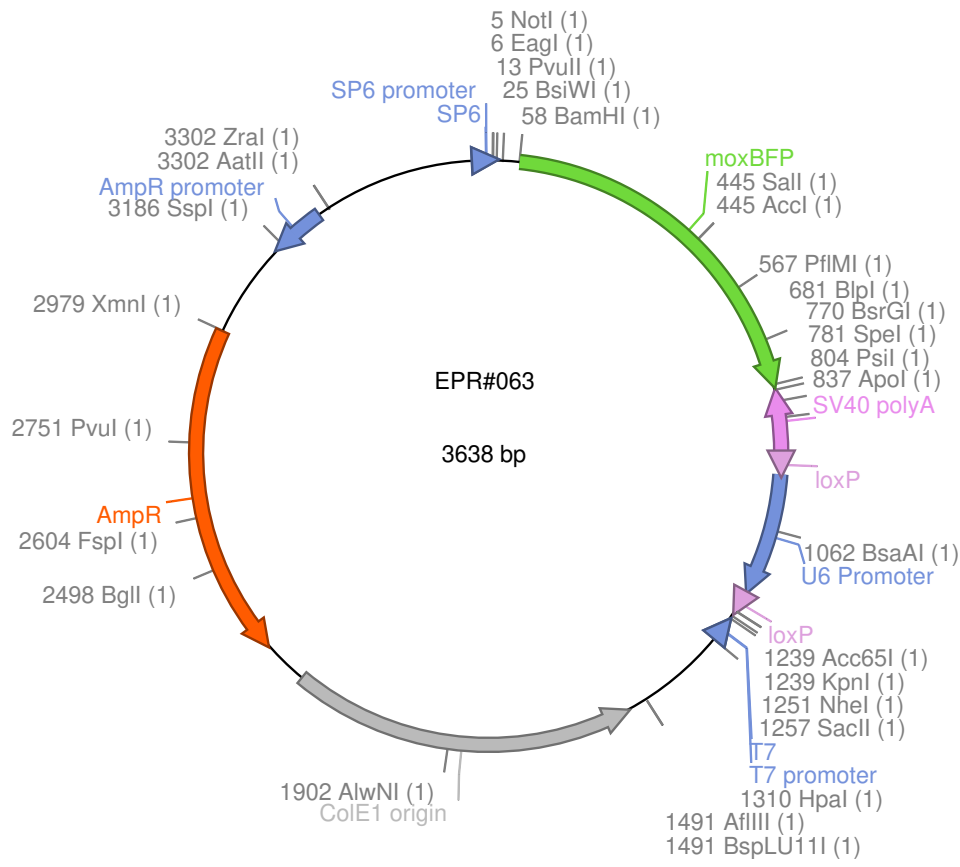 5 NotI (1)
6 EagI (1)
13 PvuII (1)
SP6 promoter
25 BsiWI (1)
SP6
58 BamHI (1)
3302 ZraI (1)
3302 AatII (1)
AmpR promoter
3186 SspI (1)
moxBFP
445 SalI (1)
445 AccI (1)
567 PflMI (1)
681 BlpI (1)
770 BsrGI (1)
781 SpeI (1)
804 PsiI (1)
837 ApoI (1)
SV40 polyA
loxP
2979 XmnI (1)
EPR#063
2751 PvuI (1)
3638 bp
AmpR
2604 FspI (1)
2498 BglI (1)
1062 BsaAI (1)
U6 Promoter
loxP
1239 Acc65I (1)
1239 KpnI (1)
1251 NheI (1)
1257 SacII (1)
T7
T7 promoter
1310 HpaI (1)
1491 AflIII (1)
1491 BspLU11I (1)
1902 AlwNI (1)
ColE1 origin